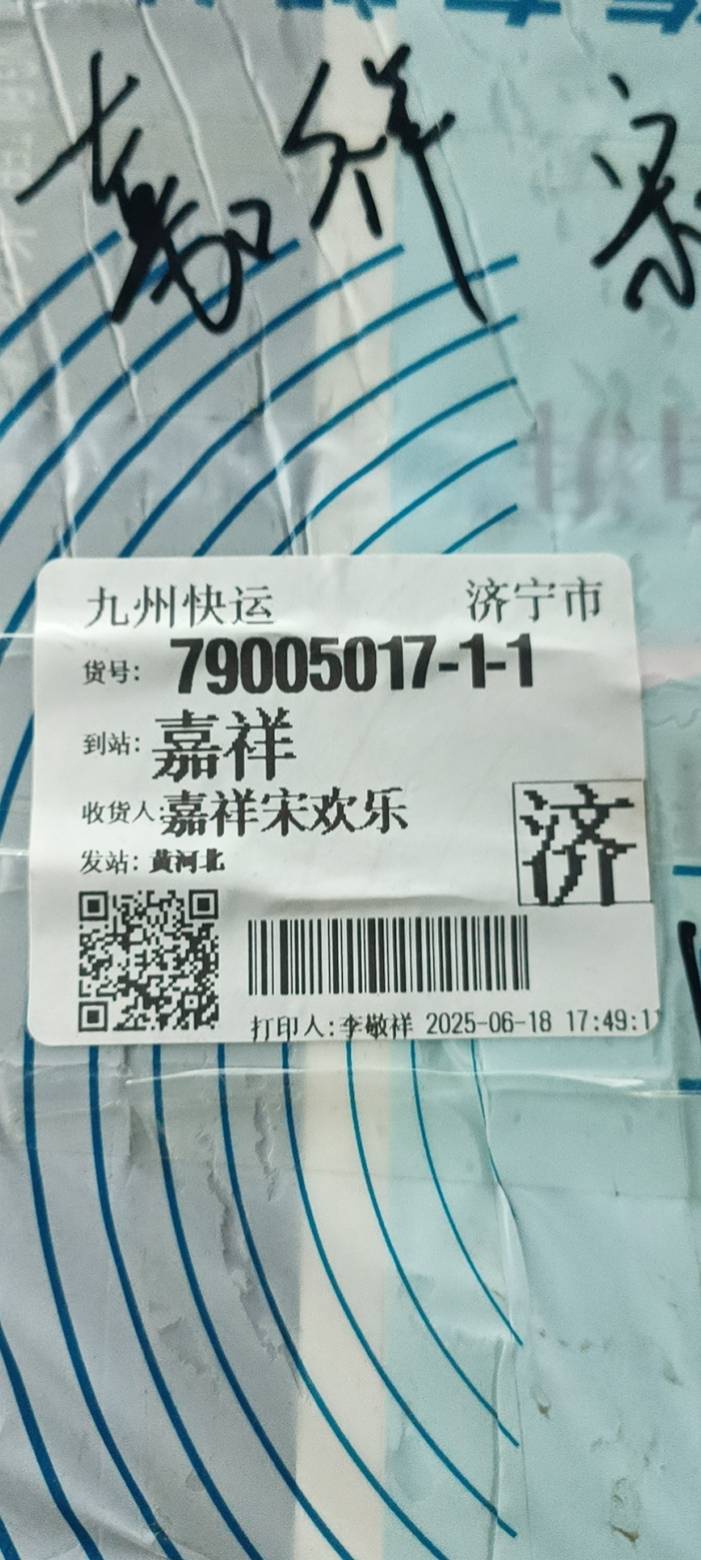 嘉祥 宋
九州快运 济宁市
货号: 79005017-1-1
到站: 嘉祥
收货人:嘉祥宋欢乐
济
发站: 黄河北
打印人:李敬祥 2025-06-18 17:49:1